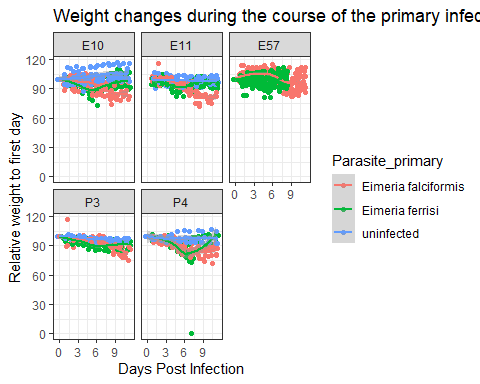 Weight changes during the course of the primary infec
E10 E11 E57
120
90
60
30
0
P3 P4
120
90
60
30
0
0 3 6 9
0 3 6 9
0 3 6 9
Relative weight to first day
Days Post Infection
Parasite_primary
Eimeria falciformis
Eimeria ferrisi
uninfected